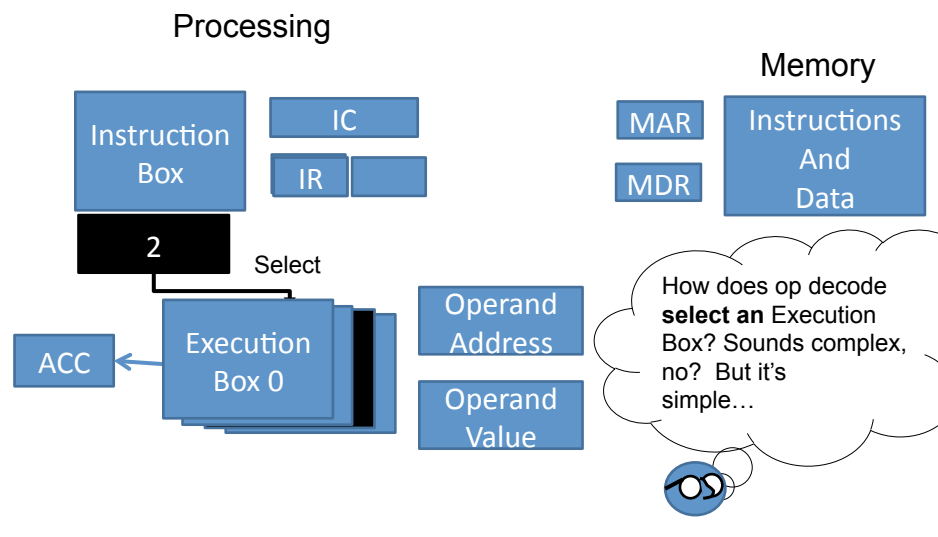 Processing
Memory
Instruction
Box
IC
IR
MAR
MDR
Instructions
And
Data
2
Select
Execution
Box 0
ACC
Operand
Address
Operand
Value
How does op decode
select an Execution
Box? Sounds complex,
no?  But it's
simple…